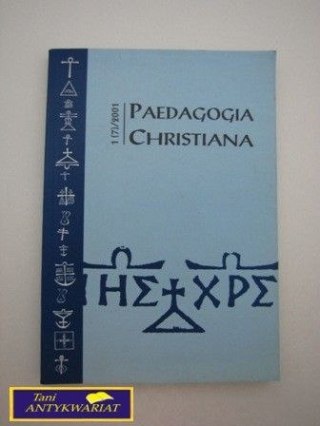 1 (7)/2001
PAEDAGOGIA
CHRISTIANA
ΙΗΣ ΧΡΣ
Tani
ANTYKWARIAT